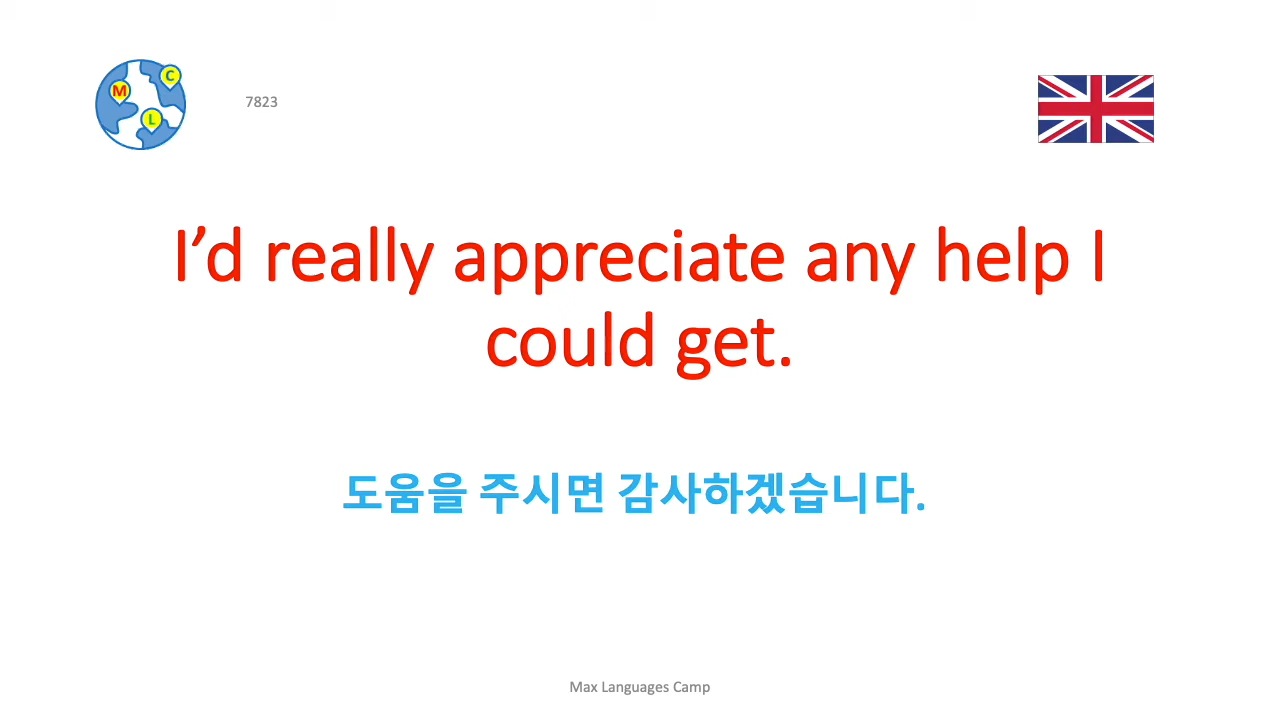 M
C
L
7823
I’d really appreciate any help I
could get.
도움을 주시면 감사하겠습니다.
Max Languages Camp